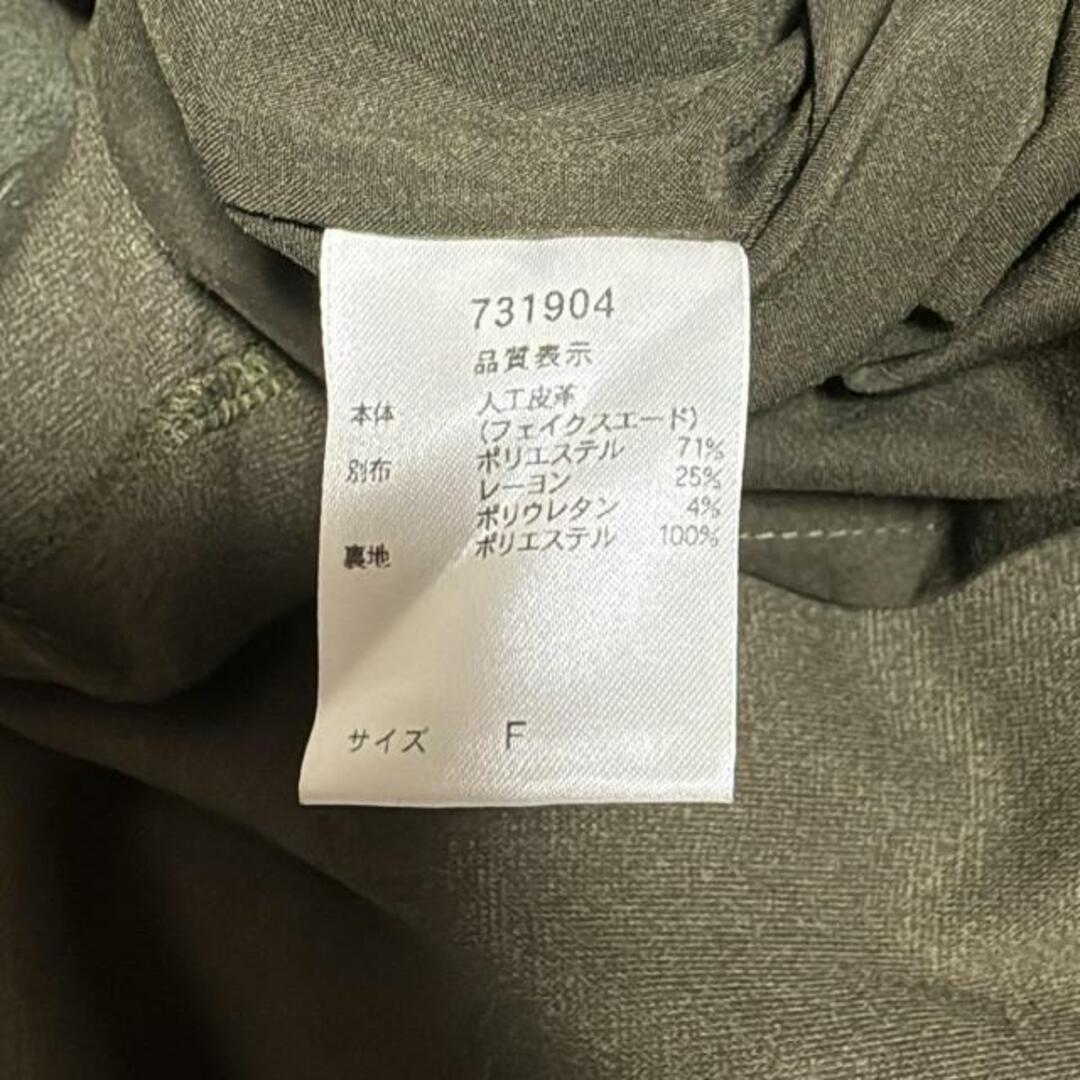 731904
品質表示
本体 人工皮革
(フェイクスエード)
別布 ポリエステル 71%
レーヨン 25%
ポリウレタン 4%
裏地 ポリエステル 100%
サイズ F